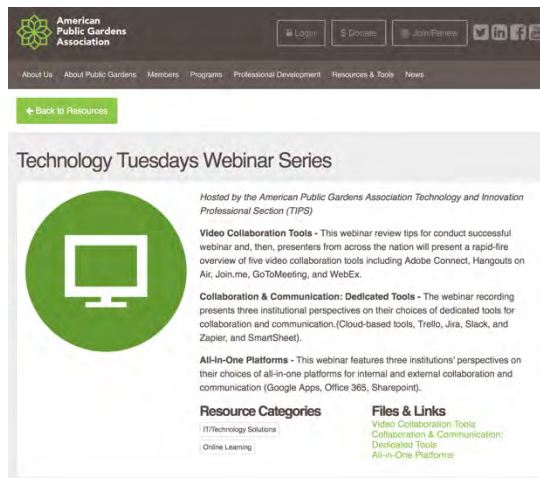 American
Public Gardens
Association
Login
$ Donate
Join/Renew
About Us About Public Gardens Members Programs Professional Development Resources & Tools News
Back to Resources
Technology Tuesdays Webinar Series
Hosted by the American Public Gardens Association Technology and Innovation
Professional Section (TIPS)
Video Collaboration Tools - This webinar review tips for conduct successful
webinar and, then, presenters from across the nation will present a rapid-fire
overview of five video collaboration tools including Adobe Connect, Hangouts on
Air, Join.me, GoToMeeting, and WebEx.
Collaboration & Communication: Dedicated Tools - The webinar recording
presents three institutional perspectives on their choices of dedicated tools for
collaboration and communication.(Cloud-based tools, Trello, Jira, Slack, and
Zapier, and SmartSheet).
All-in-One Platforms - This webinar features three institutions' perspectives on
their choices of all-in-one platforms for internal and external collaboration and
communication (Google Apps, Office 365, Sharepoint).
Resource Categories
IT/Technology Solutions
Online Learning
Files & Links
Video Collaboration Tools
Collaboration & Communication:
Dedicated Tools
All-in-One Platforms